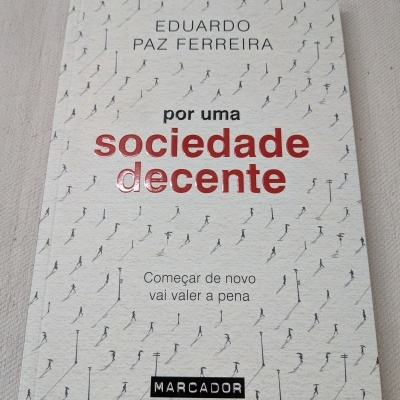 EDUARDO
PAZ FERREIRA
por uma
sociedade
decente
Começar de novo
vai valer a pena
MARCADOR